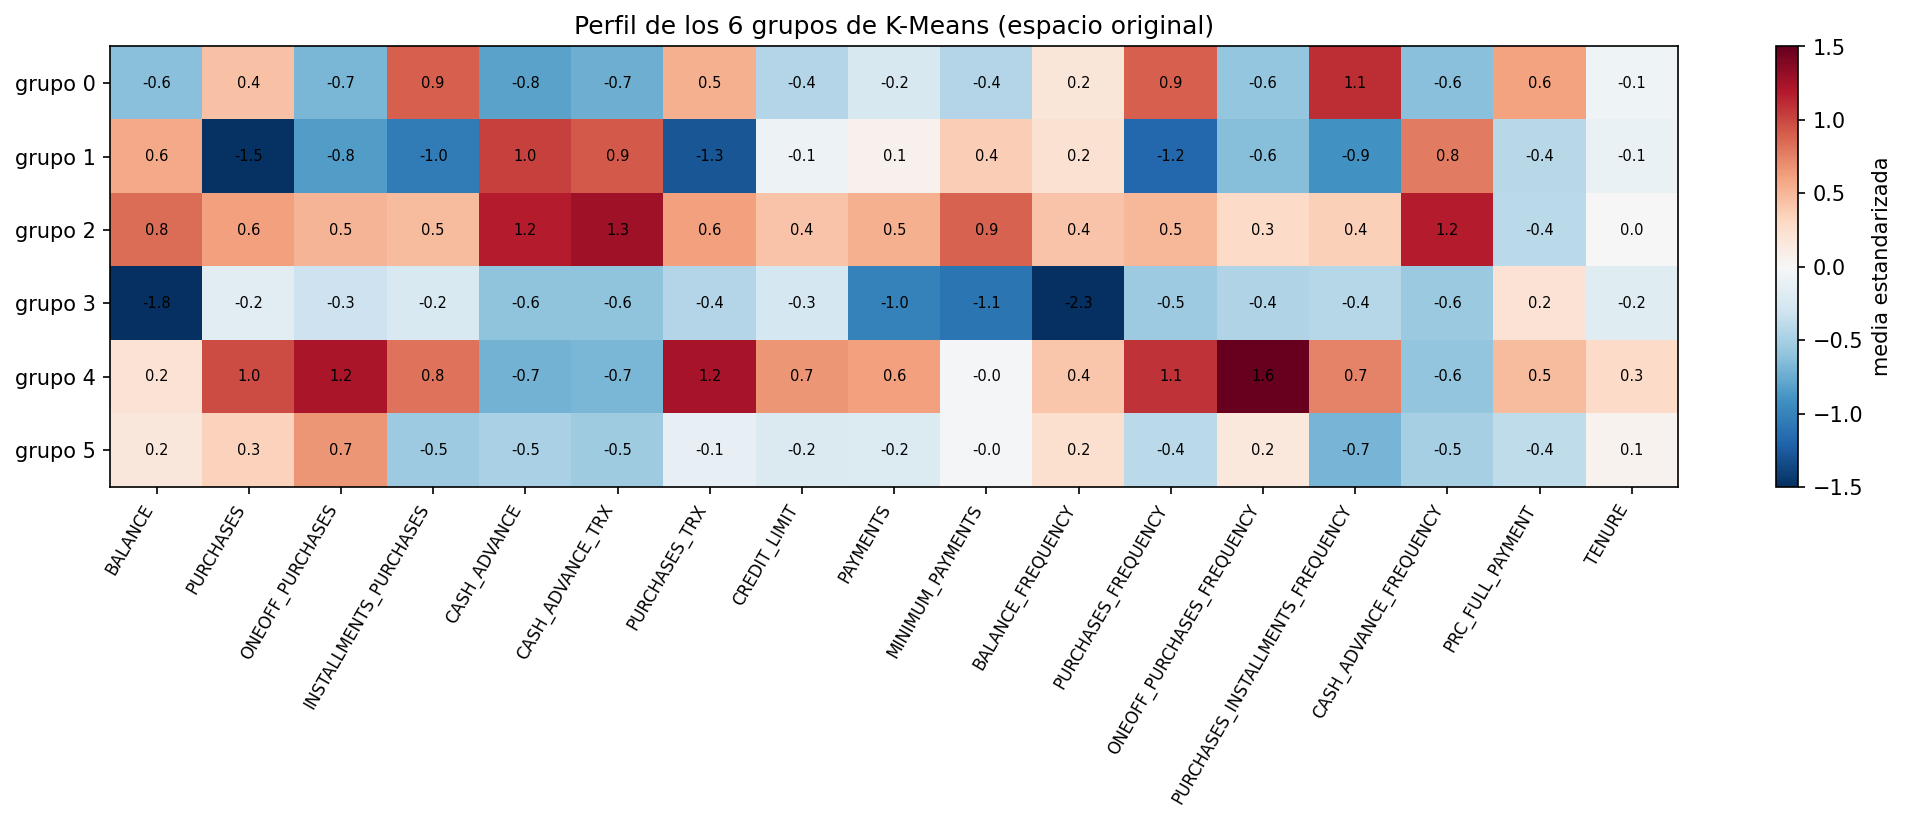 Perfil de los 6 grupos de K-Means (espacio original)
grupo 0 -0.6 0.4 -0.7 0.9 -0.8 -0.7 0.5 -0.4 -0.2 -0.4 0.2 0.9 -0.6 1.1 -0.6 0.6 -0.1
grupo 1 0.6 -1.5 -0.8 -1.0 1.0 0.9 -1.3 -0.1 0.1 0.4 0.2 -1.2 -0.6 -0.9 0.8 -0.4 -0.1
grupo 2 0.8 0.6 0.5 0.5 1.2 1.3 0.6 0.4 0.5 0.9 0.4 0.5 0.3 0.4 1.2 -0.4 0.0
grupo 3 -1.8 -0.2 -0.3 -0.2 -0.6 -0.6 -0.4 -0.3 -1.0 -1.1 -2.3 -0.5 -0.4 -0.4 -0.6 0.2 -0.2
grupo 4 0.2 1.0 1.2 0.8 -0.7 -0.7 1.2 0.7 0.6 -0.0 0.4 1.1 1.6 0.7 -0.6 0.5 0.3
grupo 5 0.2 0.3 0.7 -0.5 -0.5 -0.5 -0.1 -0.2 -0.2 -0.0 0.2 -0.4 0.2 -0.7 -0.5 -0.4 0.1
BALANCE
PURCHASES
ONEOFF_PURCHASES
INSTALLMENTS_PURCHASES
CASH_ADVANCE
CASH_ADVANCE_TRX
PURCHASES_TRX
CREDIT_LIMIT
PAYMENTS
MINIMUM_PAYMENTS
BALANCE_FREQUENCY
PURCHASES_FREQUENCY
ONEOFF_PURCHASES_FREQUENCY
PURCHASES_INSTALLMENTS_FREQUENCY
CASH_ADVANCE_FREQUENCY
PRC_FULL_PAYMENT
TENURE
1.5
1.0
0.5
0.0
−0.5
−1.0
−1.5
media estandarizada